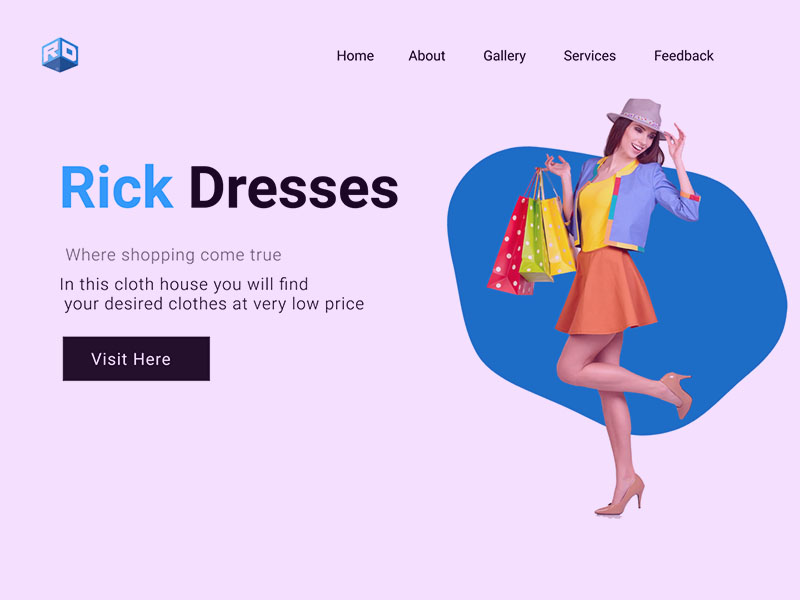 RD
Home About Gallery Services Feedback
Rick Dresses
Where shopping come true
In this cloth house you will find
your desired clothes at very low price
Visit Here